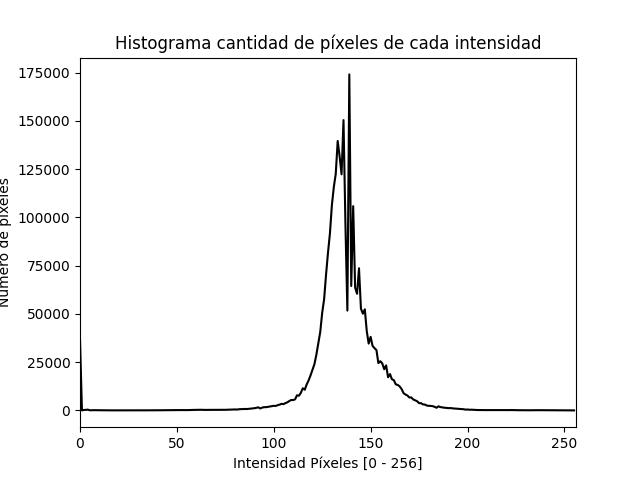 Histograma cantidad de píxeles de cada intensidad
175000
150000
125000
100000
75000
50000
25000
0
Número de píxeles
0 50 100 150 200 250
Intensidad Píxeles [0 - 256]